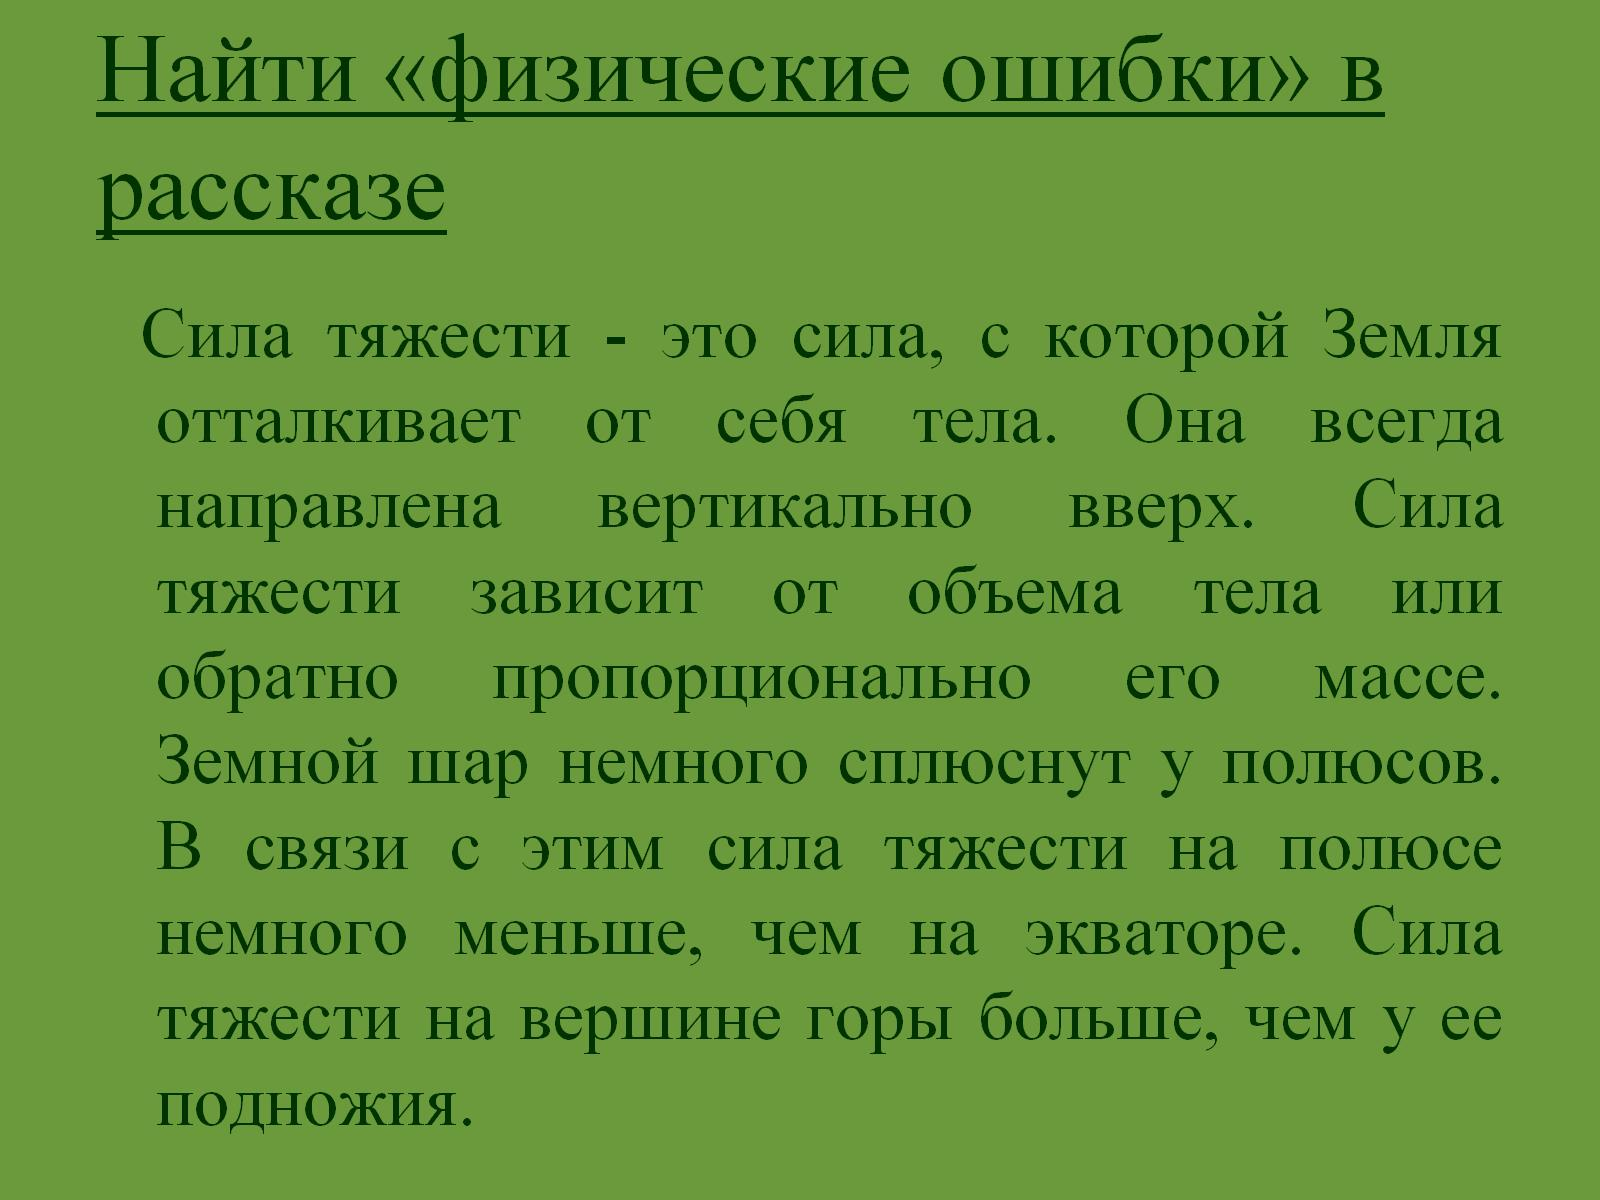 Найти «физические ошибки» в
рассказе
Сила тяжести - это сила, с которой Земля
отталкивает от себя тела. Она всегда
направлена вертикально вверх. Сила
тяжести зависит от объема тела или
обратно пропорционально его массе.
Земной шар немного сплюснут у полюсов.
В связи с этим сила тяжести на полюсе
немного меньше, чем на экваторе. Сила
тяжести на вершине горы больше, чем у ее
подножия.